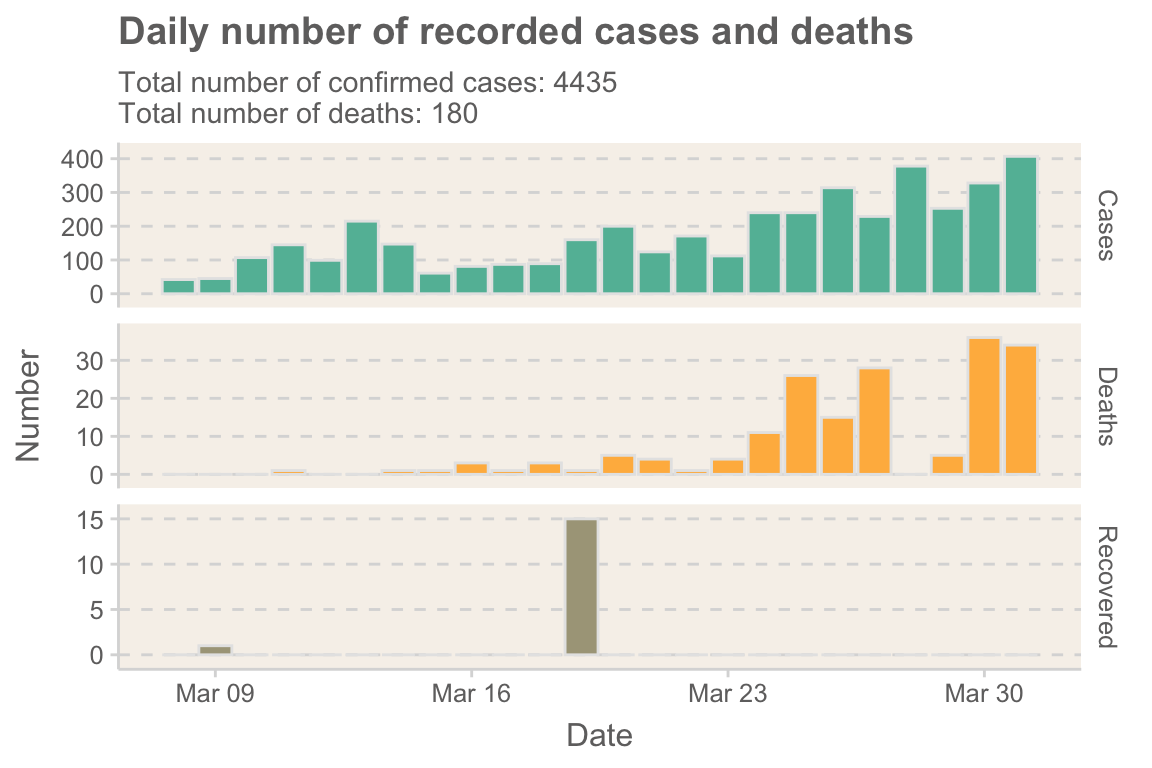 Daily number of recorded cases and deaths
Total number of confirmed cases: 4435
Total number of deaths: 180
400
300
200
100
0
Cases
Number
30
20
10
0
Deaths
15
10
5
0
Recovered
Mar 09
Mar 16
Mar 23
Mar 30
Date